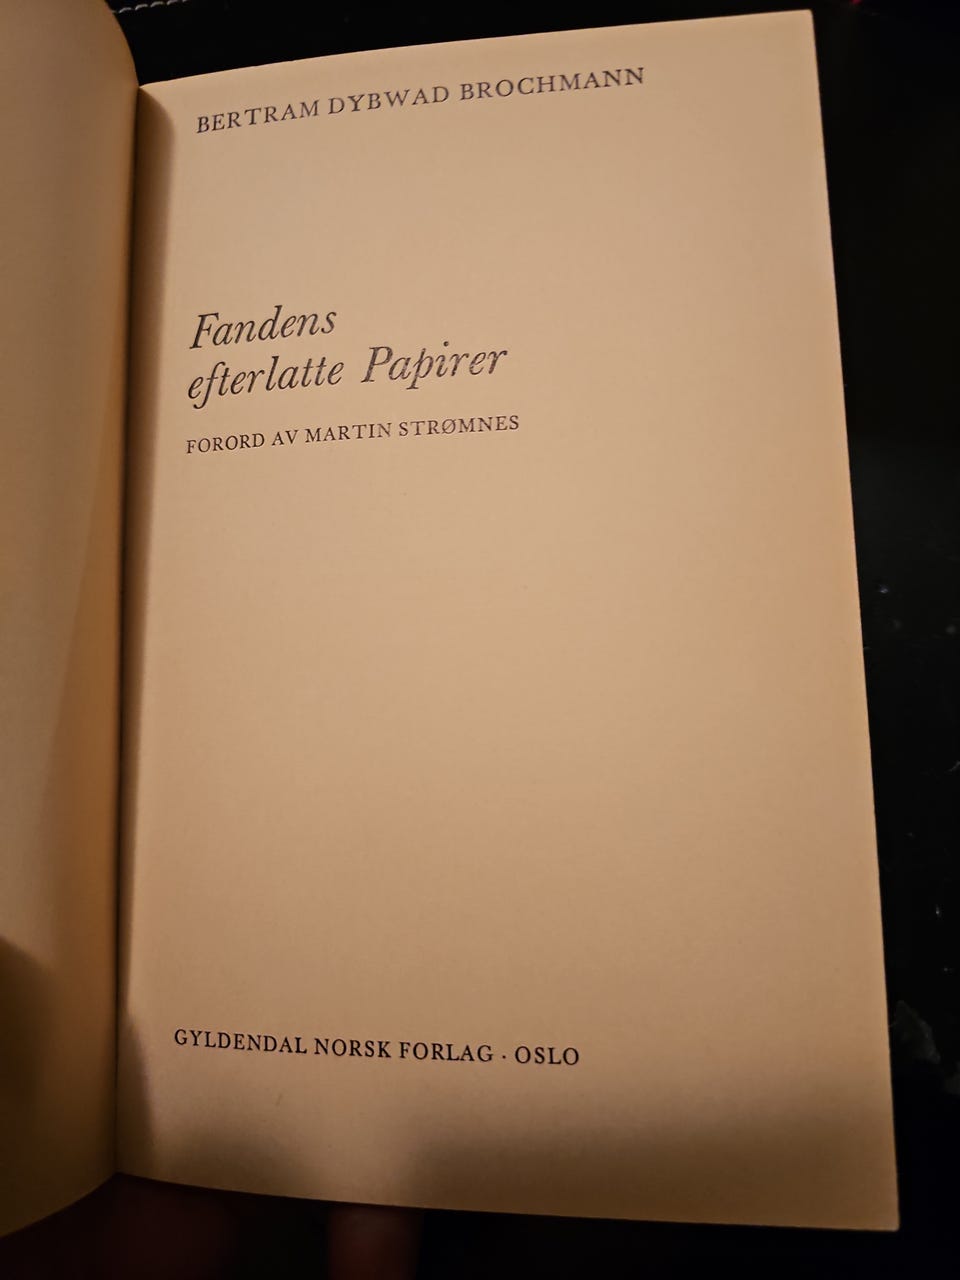 BERTRAM DYBWAD BROCHMANN
Fandens
efterlatte Papirer
FORORD AV MARTIN STRØMNES
GYLDENDAL NORSK FORLAG · OSLO